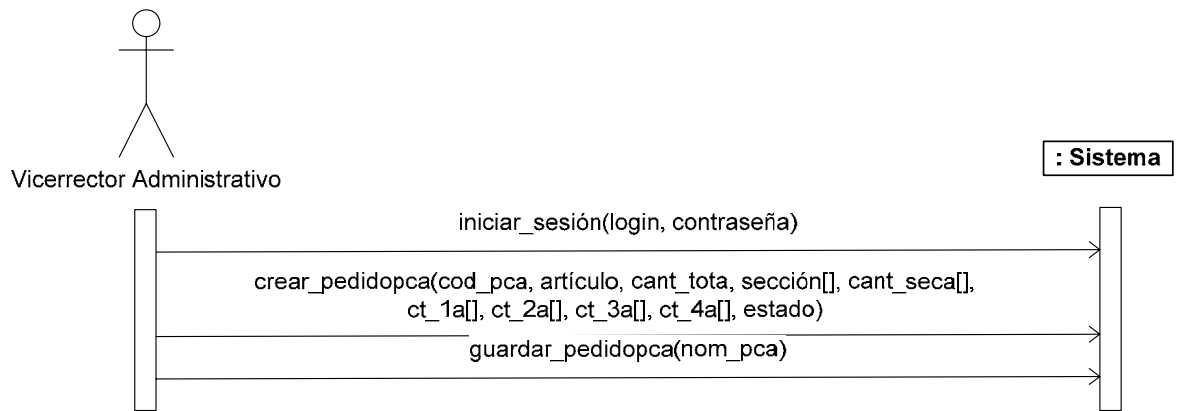 Vicerrector Administrativo
: Sistema
iniciar_sesión(login, contraseña)
crear_pedidopca(cod_pca, artículo, cant_tota, sección[], cant_seca[],
ct_1a[], ct_2a[], ct_3a[], ct_4a[], estado)
guardar_pedidopca(nom_pca)